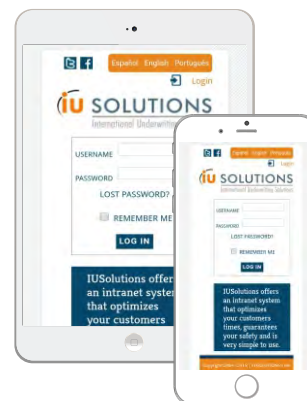 Español English Português
Login
iU SOLUTIONS
International Underwriting
USERNAME
PASSWORD
LOST PASSWORD?
REMEMBER ME
LOG IN
IUSolutions offer
an intranet system
that optimizes
your customers
Español English Português
Login
iU SOLUTIONS
International Underwriting Solutions
USERNAME
PASSWORD
LOST PASSWORD?
REMEMBER ME
LOG IN
IUSolutions offers
an intranet system
that optimizes
your customers
times, guarantees
your safety and is
very simple to use.